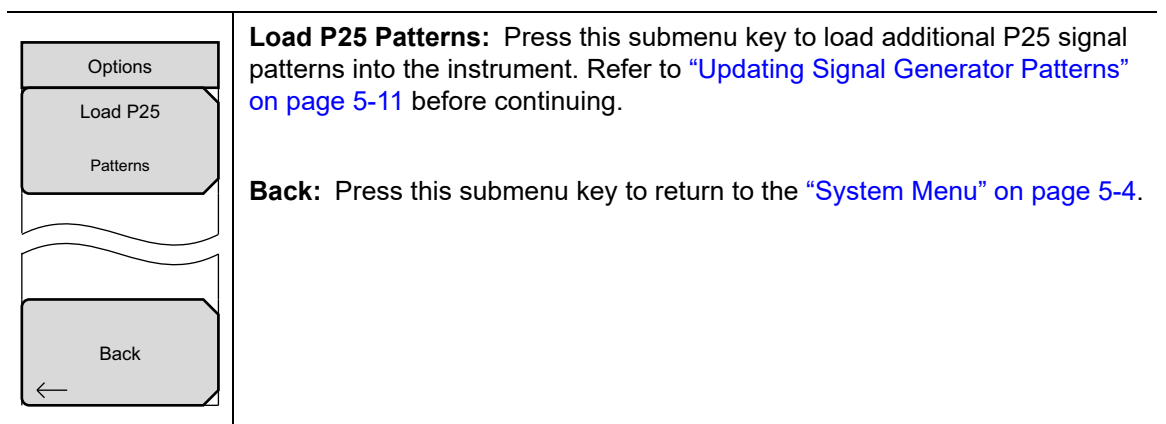 Options
Load P25
Patterns
Back
Load P25 Patterns: Press this submenu key to load additional P25 signal
patterns into the instrument. Refer to “Updating Signal Generator Patterns”
on page 5-11 before continuing.
Back: Press this submenu key to return to the “System Menu” on page 5-4.